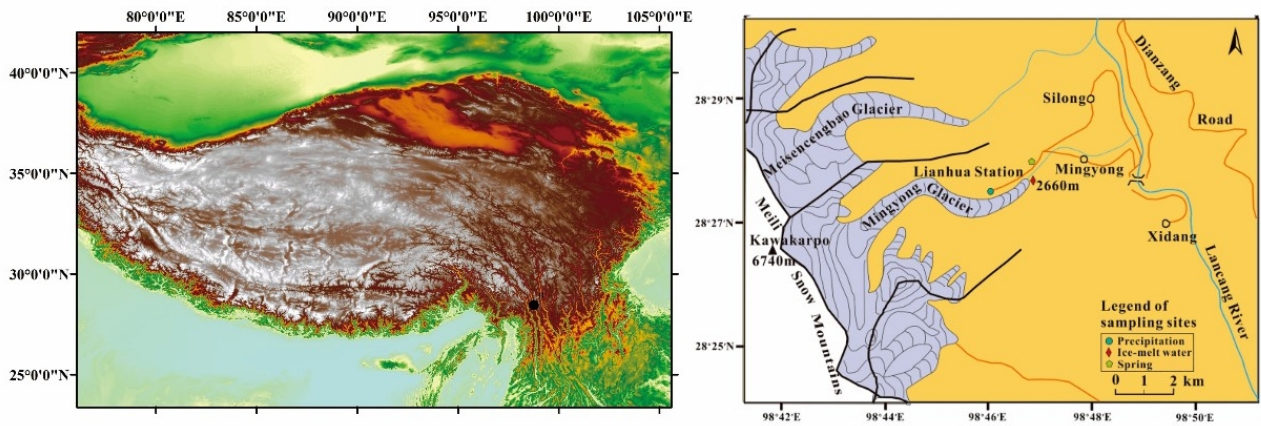 80°0'0"E 85°0'0"E 90°0'0"E 95°0'0"E 100°0'0"E 105°0'0"E
40°0'0"N
35°0'0"N
30°0'0"N
25°0'0"N
28°29'N
28°27'N
28°25'N
98°42'E 98°44'E 98°46'E 98°48'E 98°50'E
Dianzang
Road
Silong
Meisencengbao Glacier
Lianhua Station
Mingyong
2660m
Mingyong Glacier
Xidang
Meili
Snow Mountains
Kawakarpo
6740m
Lancang River
Legend of
sampling sites
Precipitation
Ice-melt water
Spring
0 1 2 km